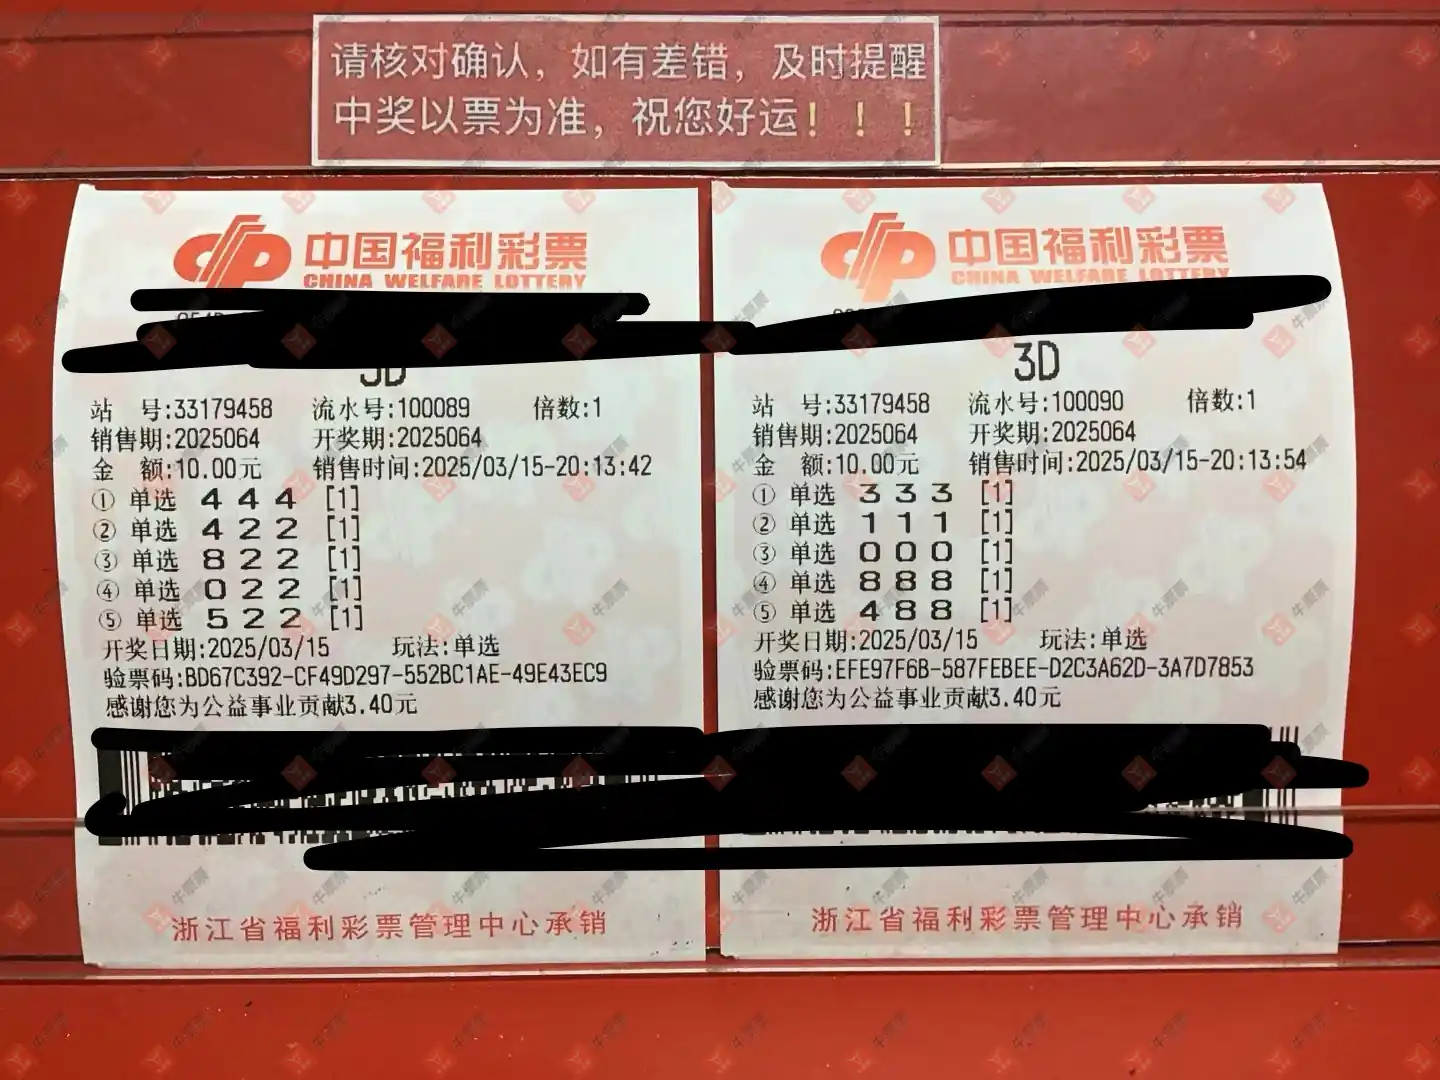 请核对确认，如有差错，及时提醒
中奖以票为准，祝您好运！！！
中国福利彩票
CHINA WELFARE LOTTERY
3D
站 号:33179458 流水号:100089 倍数:1
销售期:2025064 开奖期:2025064
金 额:10.00元 销售时间:2025/03/15-20:13:42
① 单选 4 4 4 [1]
② 单选 4 2 2 [1]
③ 单选 8 2 2 [1]
④ 单选 0 2 2 [1]
⑤ 单选 5 2 2 [1]
开奖日期:2025/03/15 玩法:单选
验票码:BD67C392-CF49D297-552BC1AE-49E43EC9
感谢您为公益事业贡献3.40元
浙江省福利彩票管理中心承销
中国福利彩票
CHINA WELFARE LOTTERY
3D
站 号:33179458 流水号:100090 倍数:1
销售期:2025064 开奖期:2025064
金 额:10.00元 销售时间:2025/03/15-20:13:54
① 单选 3 3 3 [1]
② 单选 1 1 1 [1]
③ 单选 0 0 0 [1]
④ 单选 8 8 8 [1]
⑤ 单选 4 8 8 [1]
开奖日期:2025/03/15 玩法:单选
验票码:EFE97F6B-587FEBEE-D2C3A62D-3A7D7853
感谢您为公益事业贡献3.40元
浙江省福利彩票管理中心承销